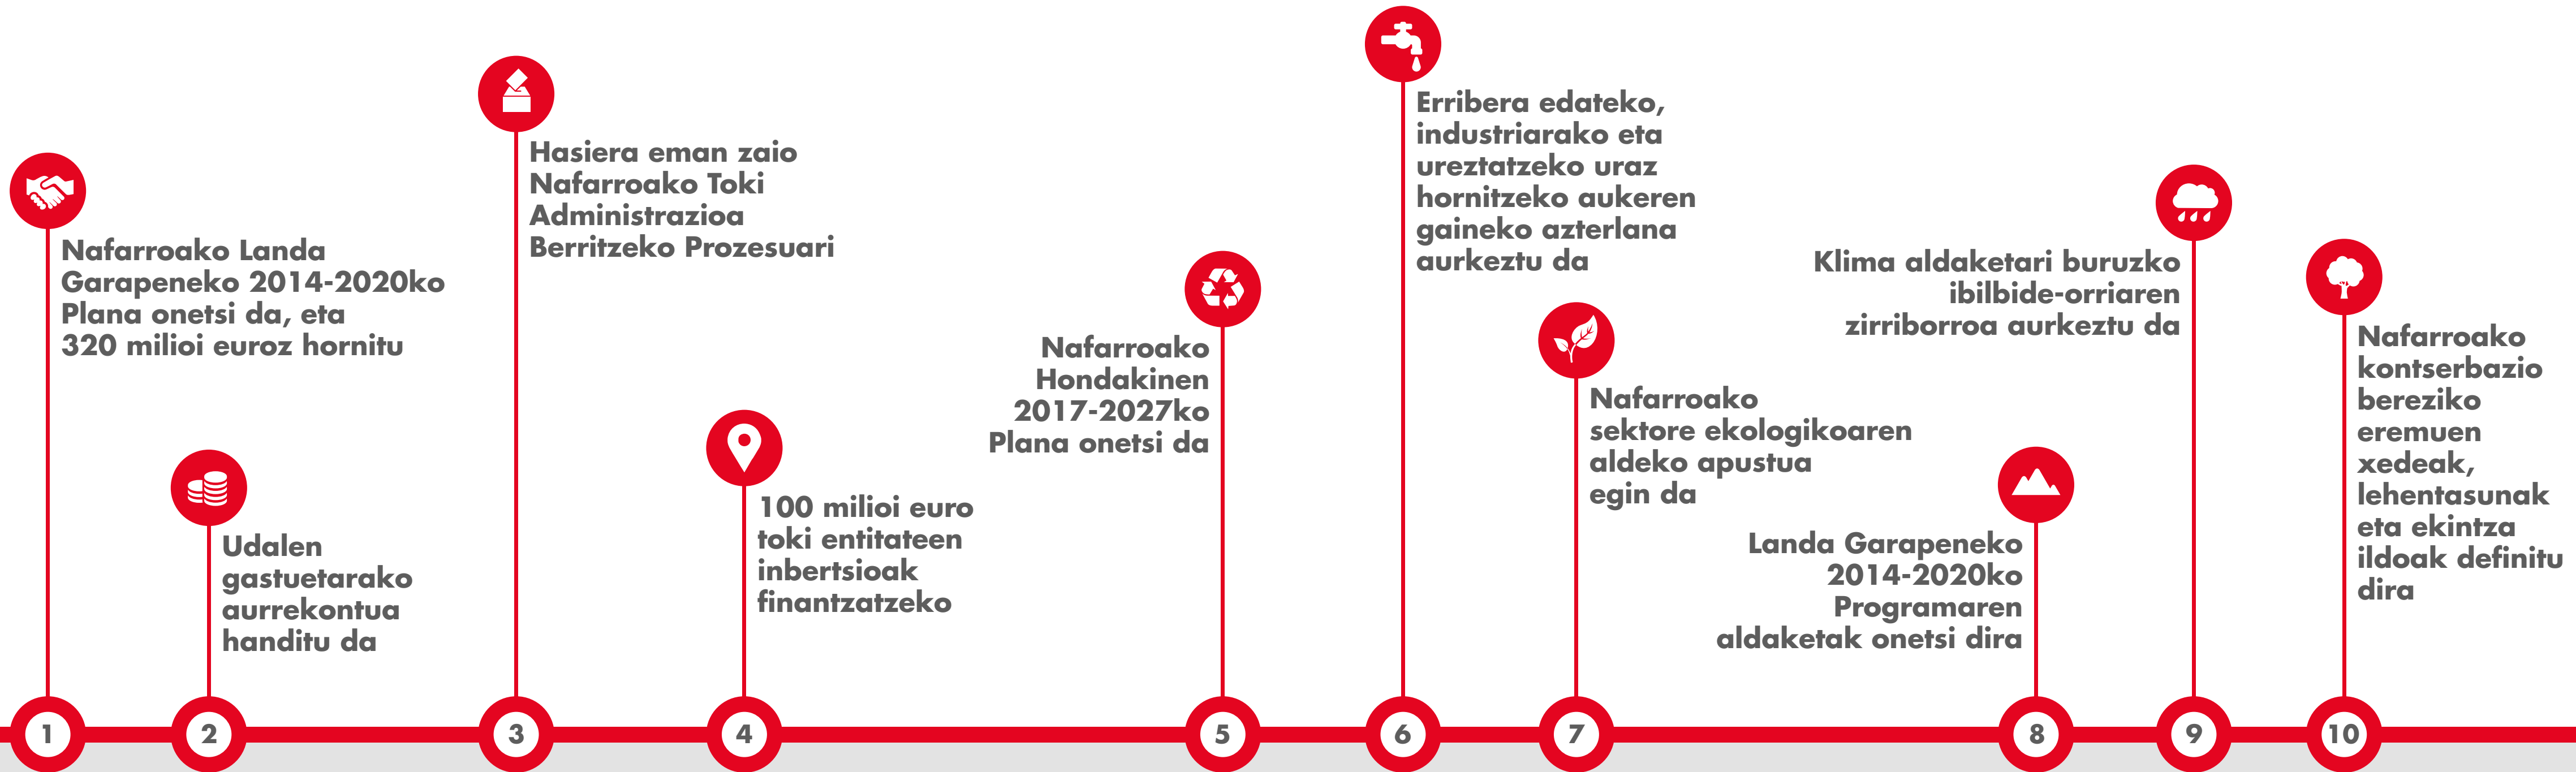 Nafarroako Landa
Garapeneko 2014-2020ko
Plana onetsi da, eta
320 milioi euroz hornitu
Udalen
gastuetarako
aurrekontua
handitu da
Hasiera eman zaio
Nafarroako Toki
Administrazioa
Berritzeko Prozesuari
100 milioi euro
toki entitateen
inbertsioak
finantzatzeko
Nafarroako
Hondakinen
2017-2027ko
Plana onetsi da
Erribera edateko,
industriarako eta
ureztatzeko uraz
hornitzeko aukeren
gaineko azterlana
aurkeztu da
Nafarroako
sektore ekologikoaren
aldeko apustua
egin da
Landa Garapeneko
2014-2020ko
Programaren
aldaketak onetsi dira
Klima aldaketari buruzko
ibilbide-orriaren
zirriborroa aurkeztu da
Nafarroako
kontserbazio
bereziko
eremuen
xedeak,
lehentasunak
eta ekintza
ildoak definitu
dira
1
2
3
4
5
6
7
8
9
10